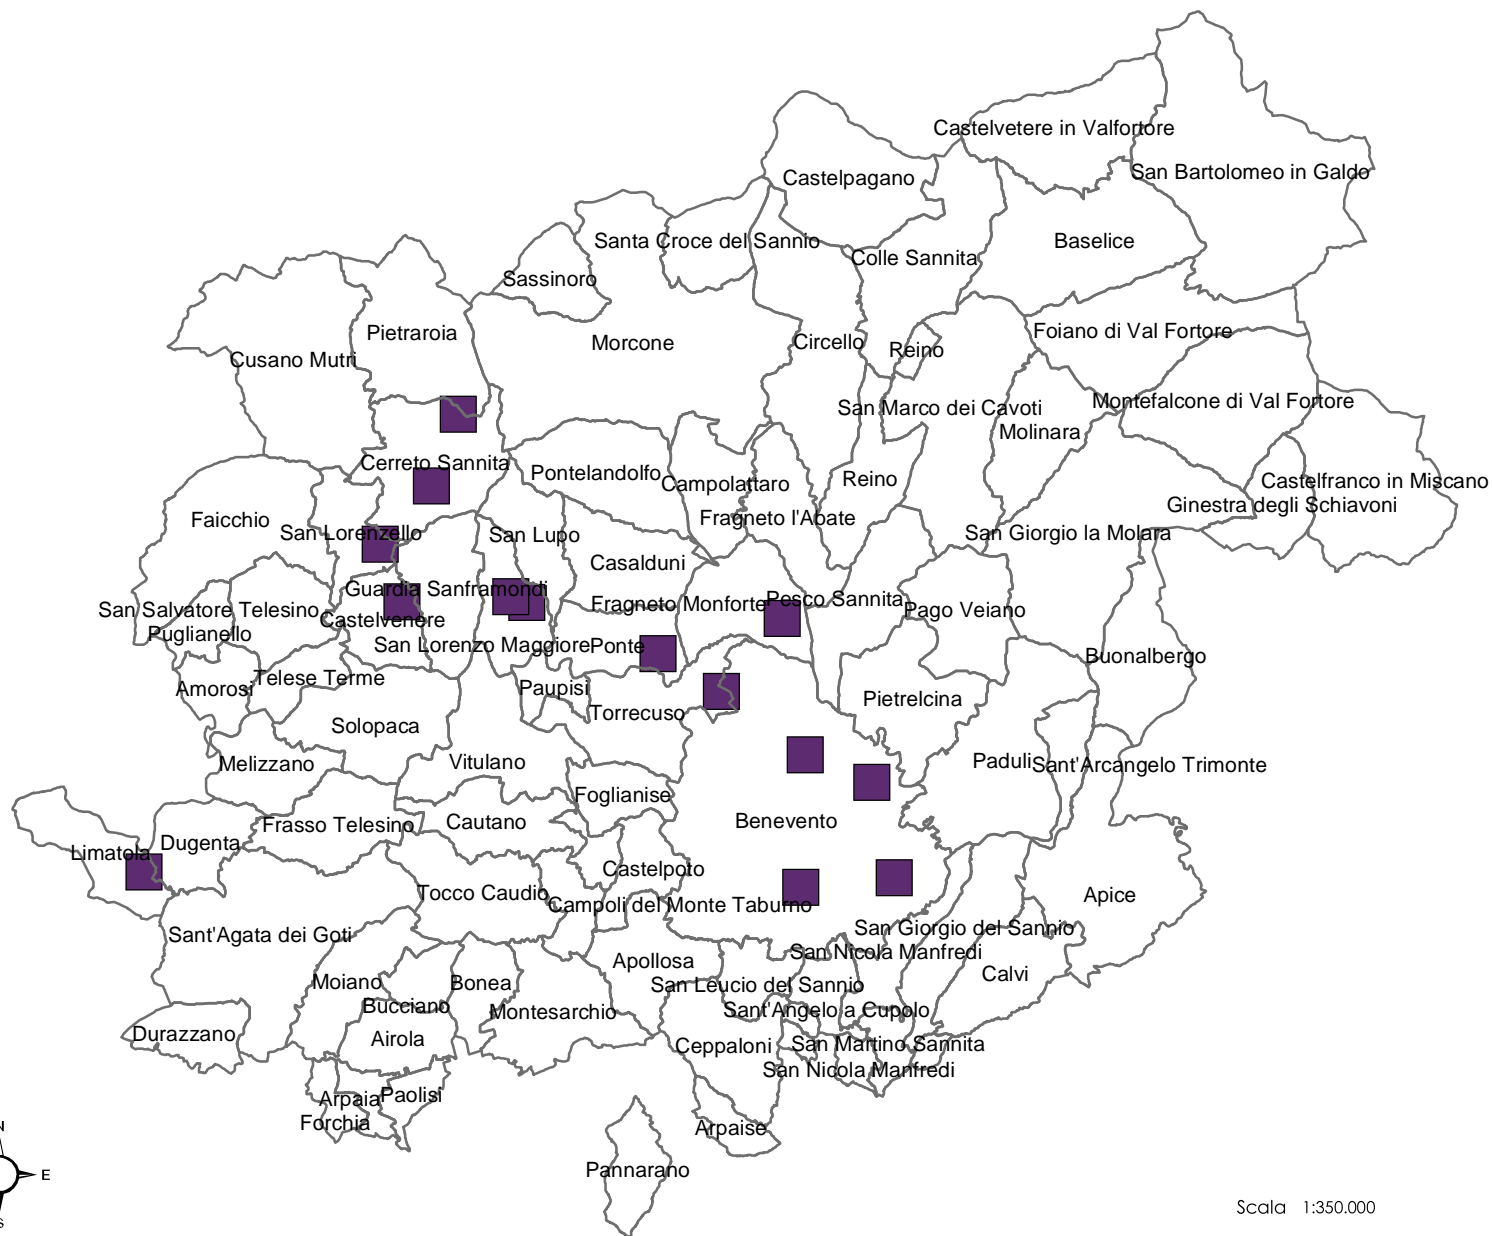 Castelvetere in Valfortore
San Bartolomeo in Galdo
Castelpagano
Santa Croce del Sannio
Baselice
Colle Sannita
Sassinoro
Pietraroia
Morcone
Circello
Foiano di Val Fortore
Reino
Cusano Mutri
Montefalcone di Val Fortore
San Marco dei Cavoti
Molinara
Cerreto Sannita
Pontelandolfo
Campolattaro
Reino
Castelfranco in Miscano
Ginestra degli Schiavoni
Faicchio
Fragneto l'Abate
San Lorenzello
San Lupo
San Giorgio la Molara
Casalduni
Guardia Sanframondi
Fragneto Monforte
Pesco Sannita
Pago Veiano
San Salvatore Telesino
Castelvenere
Puglianello
San Lorenzo Maggiore
Ponte
Buonalbergo
Telese Terme
Amorosi
Paupisi
Torrecuso
Pietrelcina
Solopaca
Melizzano
Vitulano
Paduli
Sant'Arcangelo Trimonte
Foglianise
Frasso Telesino
Cautano
Benevento
Dugenta
Limatola
Castelpoto
Tocco Caudio
Campoli del Monte Taburno
Apice
Sant'Agata dei Goti
San Giorgio del Sannio
San Nicola Manfredi
Apollosa
Calvi
Moiano
Bonea
San Leucio del Sannio
Bucciano
Montesarchio
Sant'Angelo a Cupolo
Durazzano
Airola
Ceppaloni
San Martino Sannita
San Nicola Manfredi
Arpaia
Paolisi
Forchia
Arpaise
Pannarano
N
E
S
Scala 1:350.000